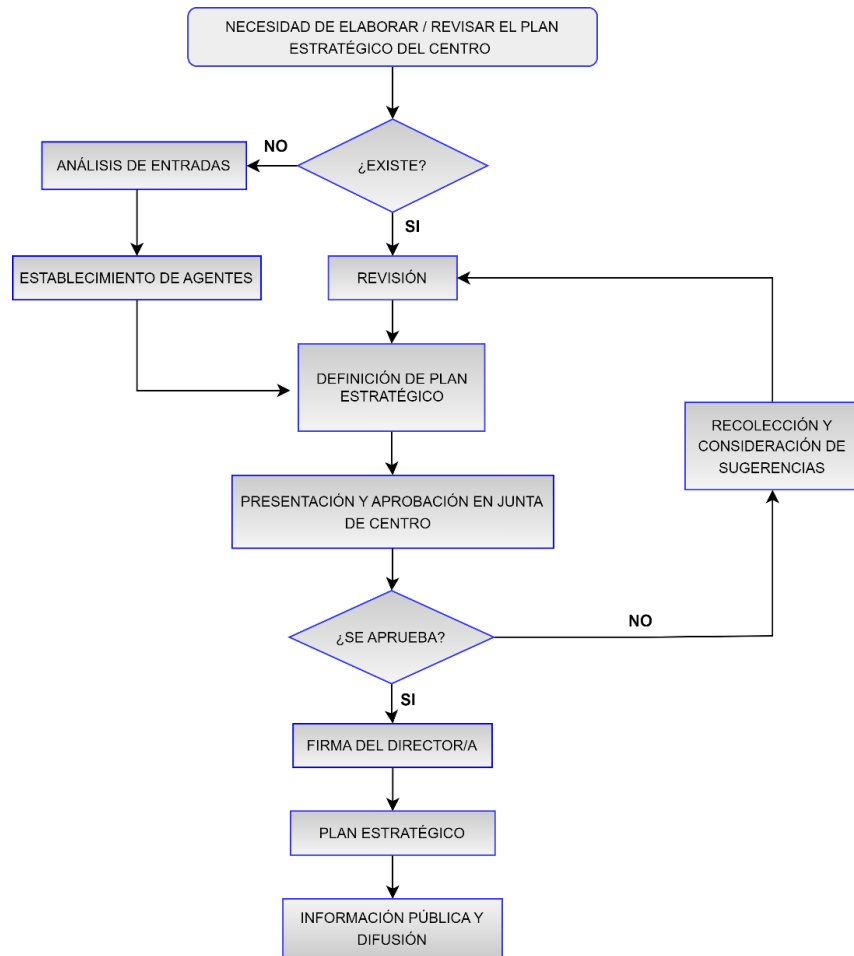 NECESIDAD DE ELABORAR / REVISAR EL PLAN
ESTRATÉGICO DEL CENTRO
NO
ANÁLISIS DE ENTRADAS
¿EXISTE?
SI
ESTABLECIMIENTO DE AGENTES
REVISIÓN
DEFINICIÓN DE PLAN
ESTRATÉGICO
RECOLECCIÓN Y
CONSIDERACIÓN DE
SUGERENCIAS
PRESENTACIÓN Y APROBACIÓN EN JUNTA
DE CENTRO
¿SE APRUEBA?
NO
SI
FIRMA DEL DIRECTOR/A
PLAN ESTRATÉGICO
INFORMACIÓN PÚBLICA Y
DIFUSIÓN